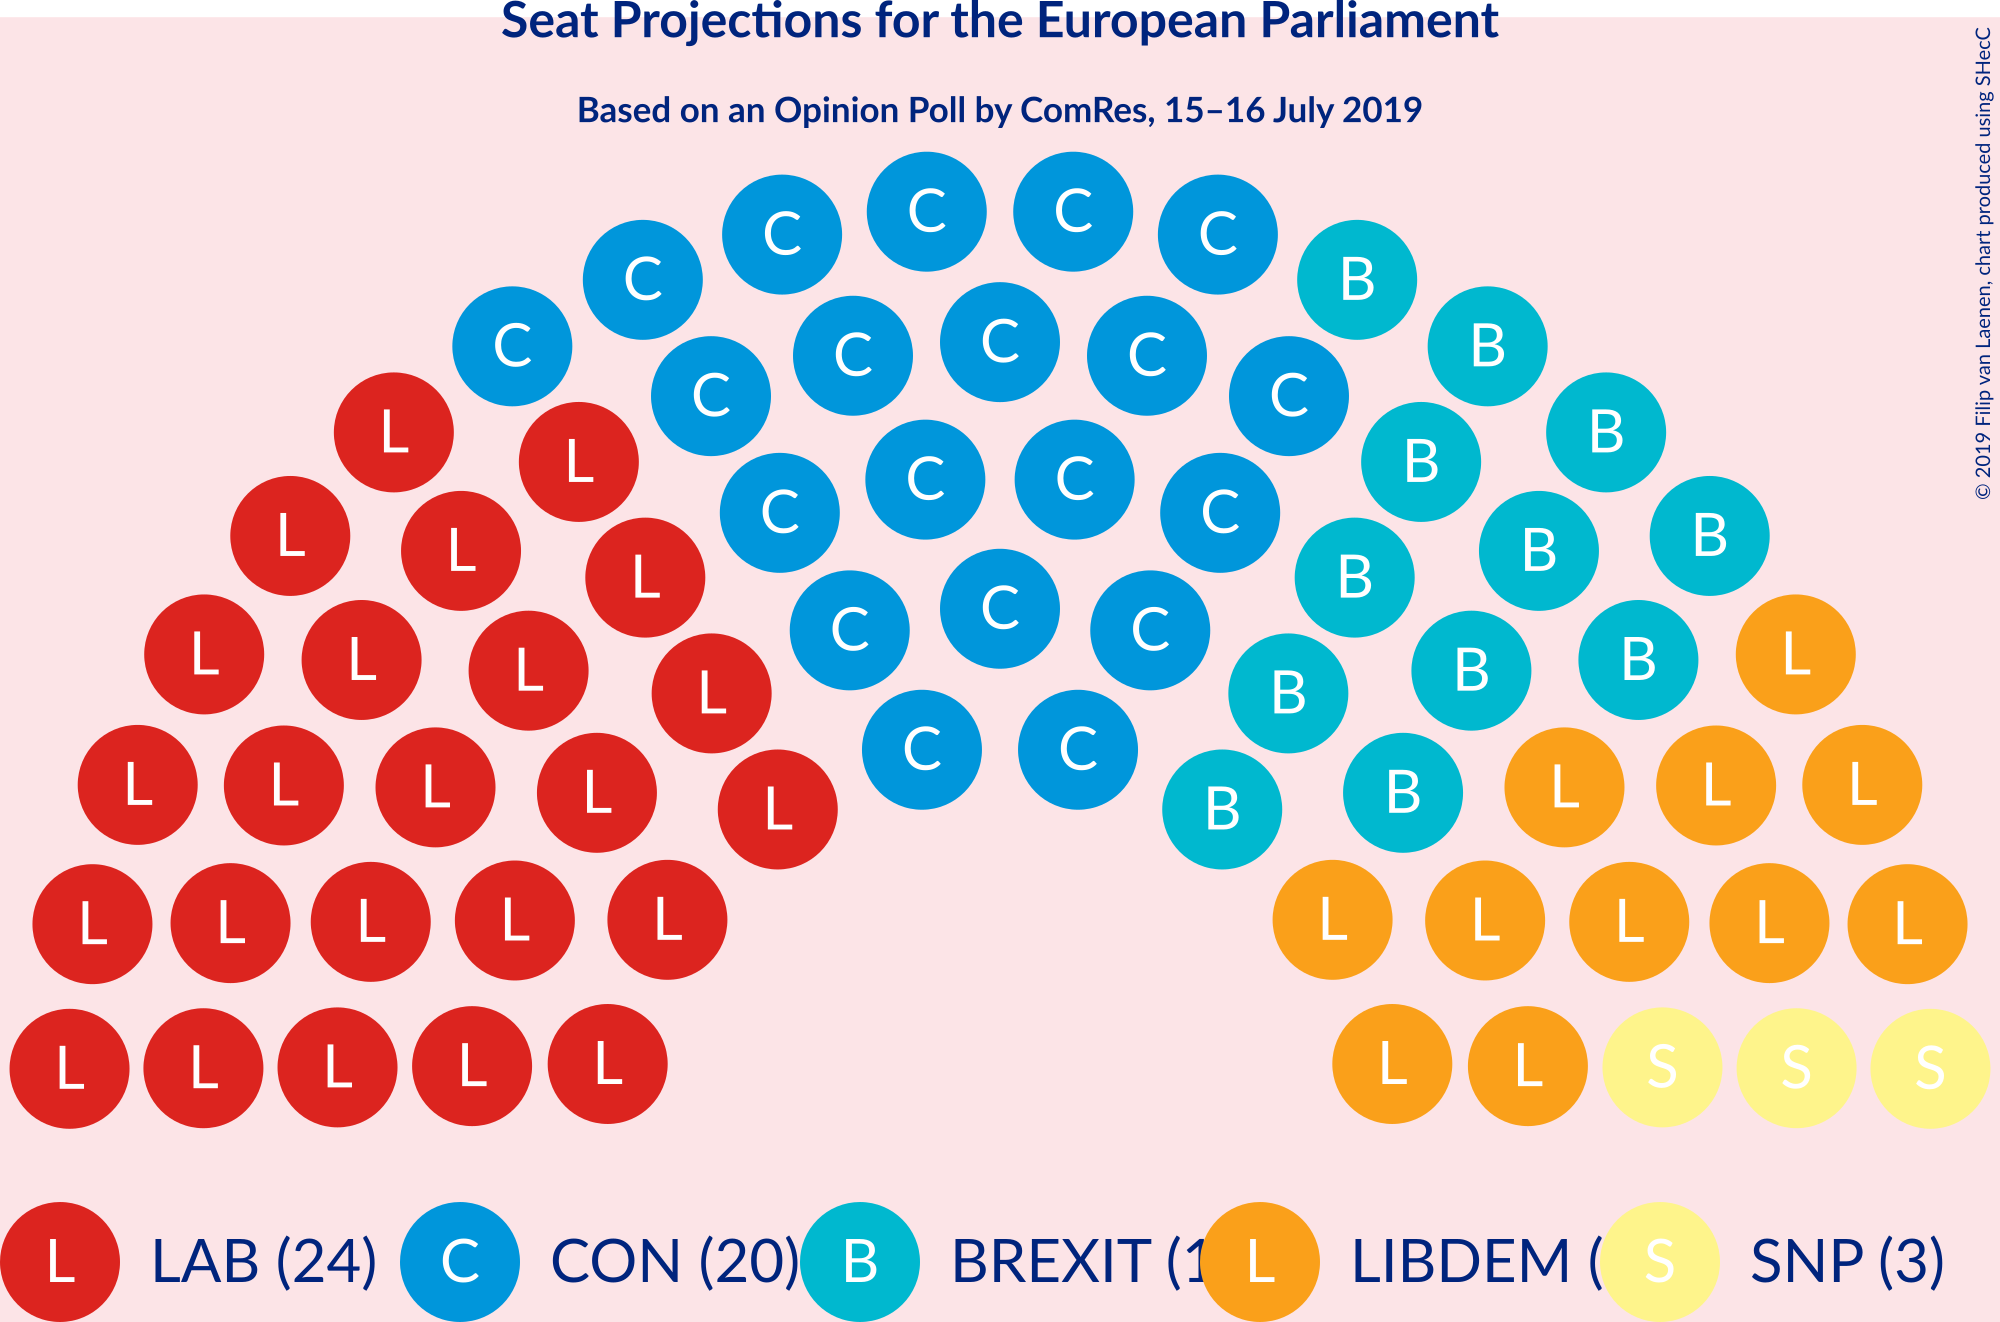 Seat Projections for the European Parliament
Based on an Opinion Poll by ComRes, 15–16 July 2019
© 2019 Filip van Laenen, chart produced using SHecC
C C C C
C B
C C C C B
C C
L L C C B B
L L C C B B
L C B
L L L C C B B L
L B
C C
L L L L L B B L L L
L L L L L L L L L L
L L L L L L L S S S
L LAB (24) C CON (20) B BREXIT (1 L LIBDEM ( S SNP (3)